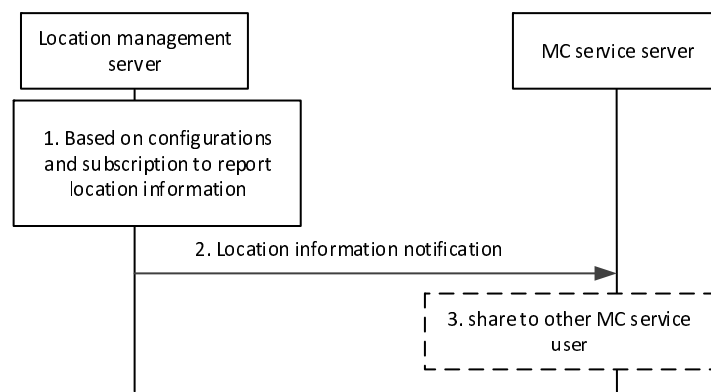 Location management
server
MC service server
1. Based on configurations
and subscription to report
location information
2. Location information notification
3. share to other MC service
user